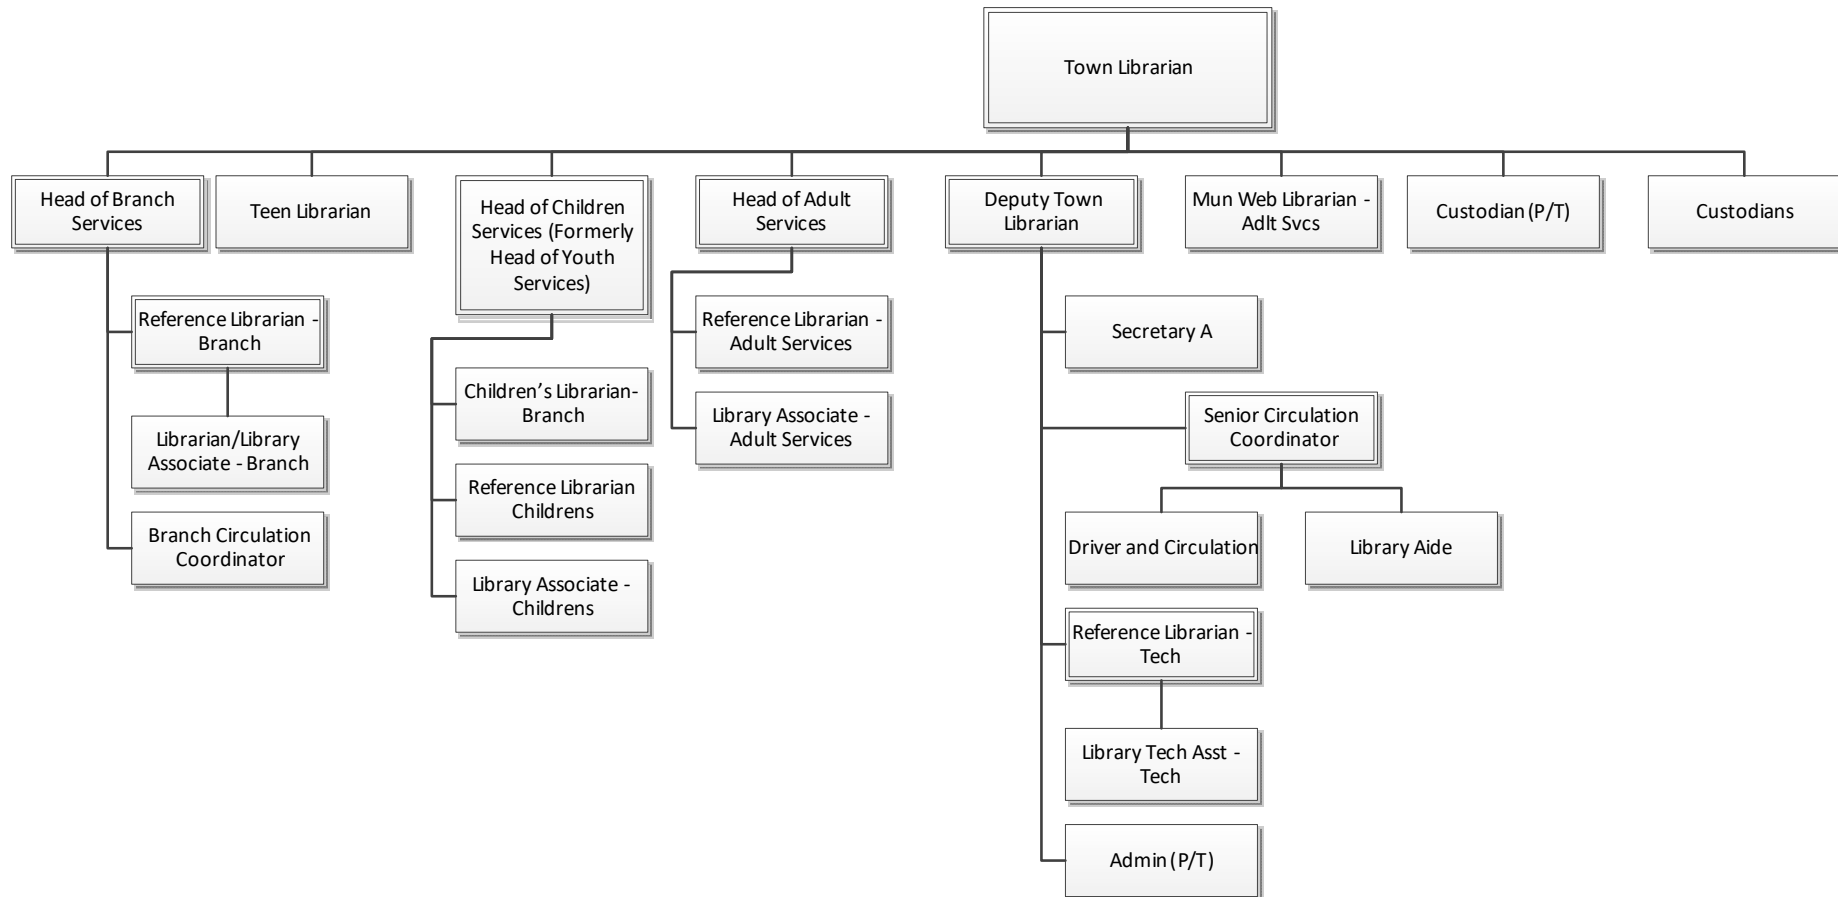 Town Librarian
Head of Branch
Services
Teen Librarian
Head of Children
Services (Formerly
Head of Youth
Services)
Head of Adult
Services
Deputy Town
Librarian
Mun Web Librarian -
Adlt Svcs
Custodian (P/T)
Custodians
Reference Librarian -
Branch
Librarian/Library
Associate - Branch
Branch Circulation
Coordinator
Children’s Librarian-
Branch
Reference Librarian
Childrens
Library Associate -
Childrens
Reference Librarian -
Adult Services
Library Associate -
Adult Services
Secretary A
Senior Circulation
Coordinator
Driver and Circulation
Library Aide
Reference Librarian -
Tech
Library Tech Asst -
Tech
Admin (P/T)